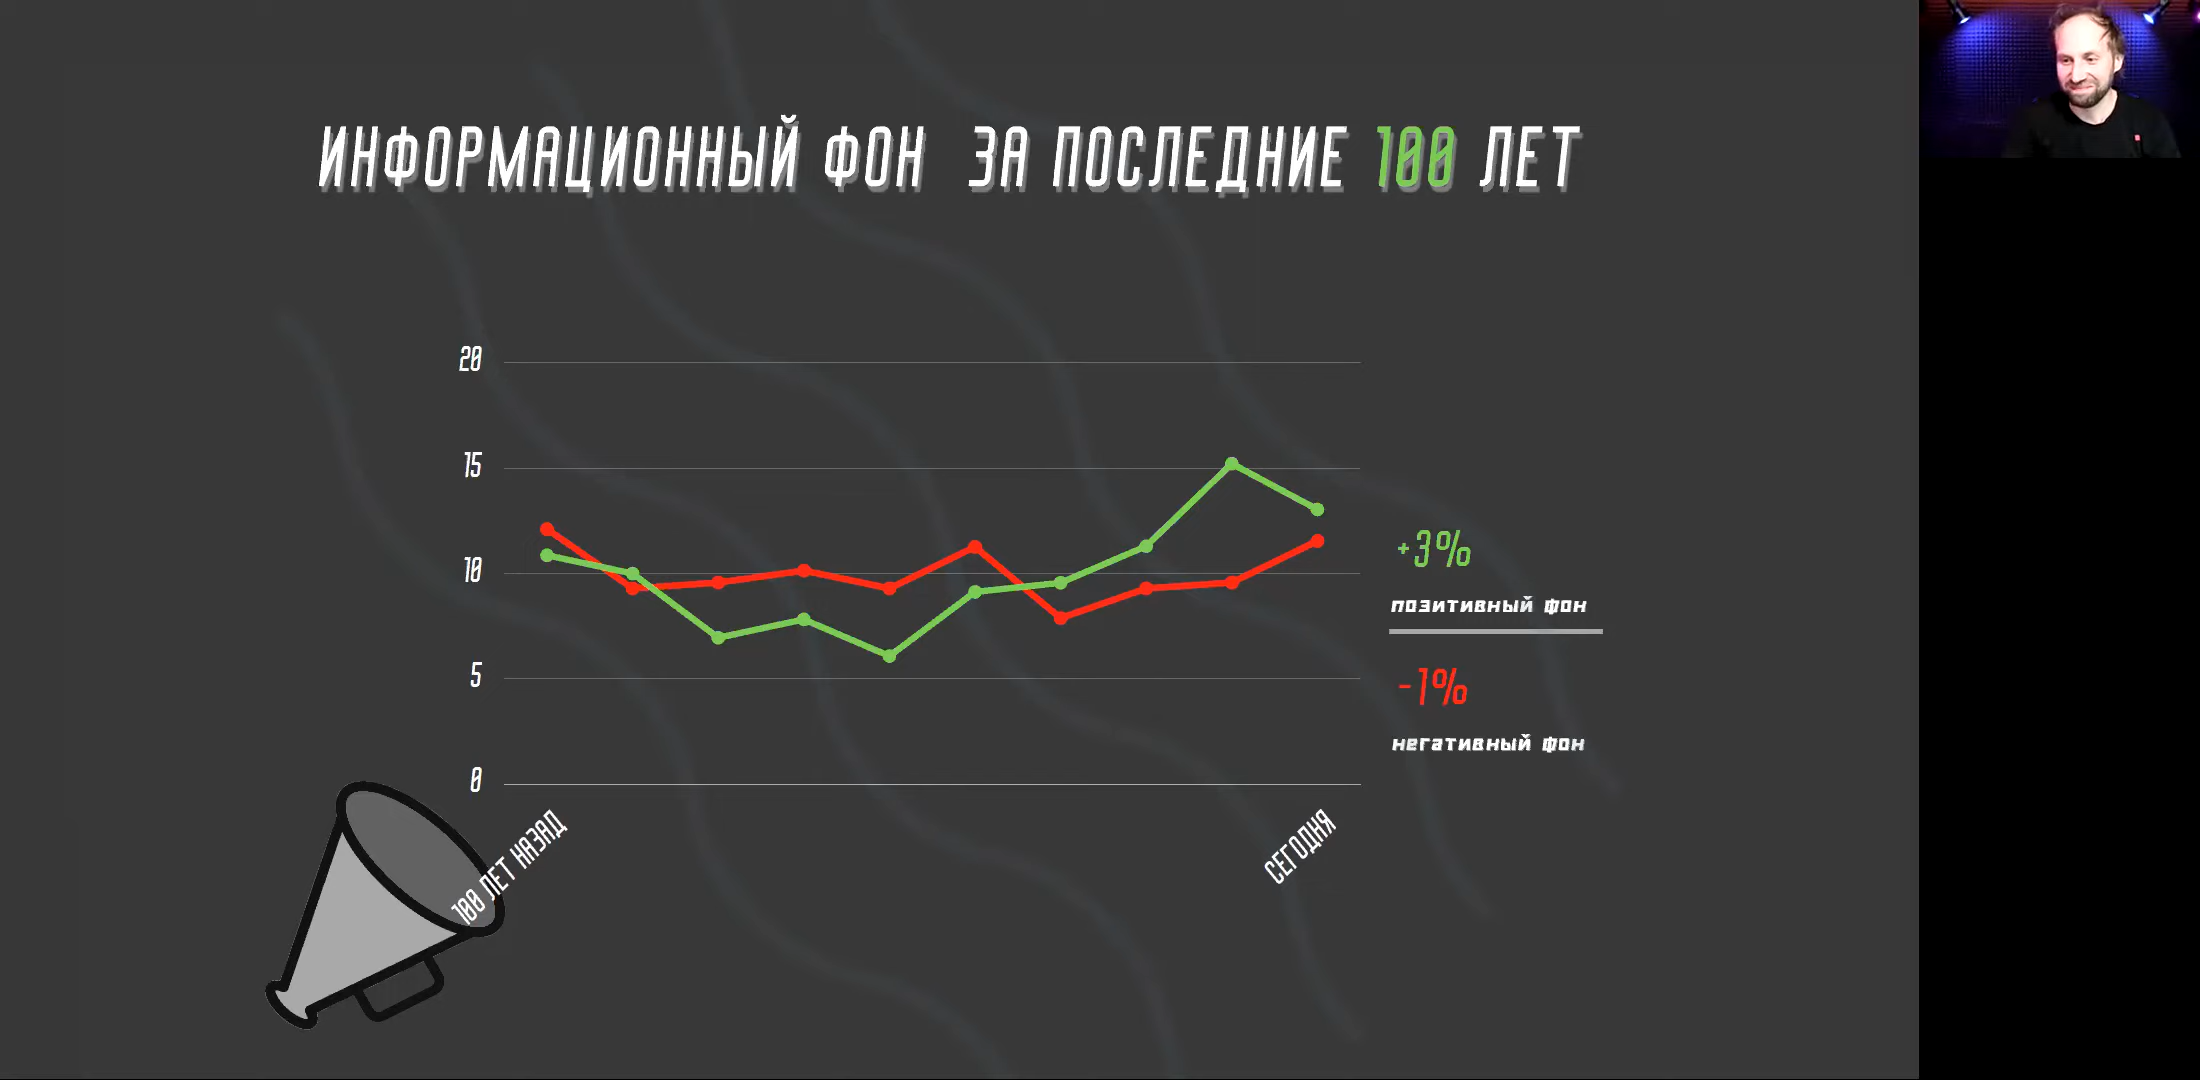 ИНФОРМАЦИОННЫЙ ФОН ЗА ПОСЛЕДНИЕ 100 ЛЕТ
20
15
10
5
0
100 ЛЕТ НАЗАД
СЕГОДНЯ
+3%
позитивный фон
-1%
негативный фон